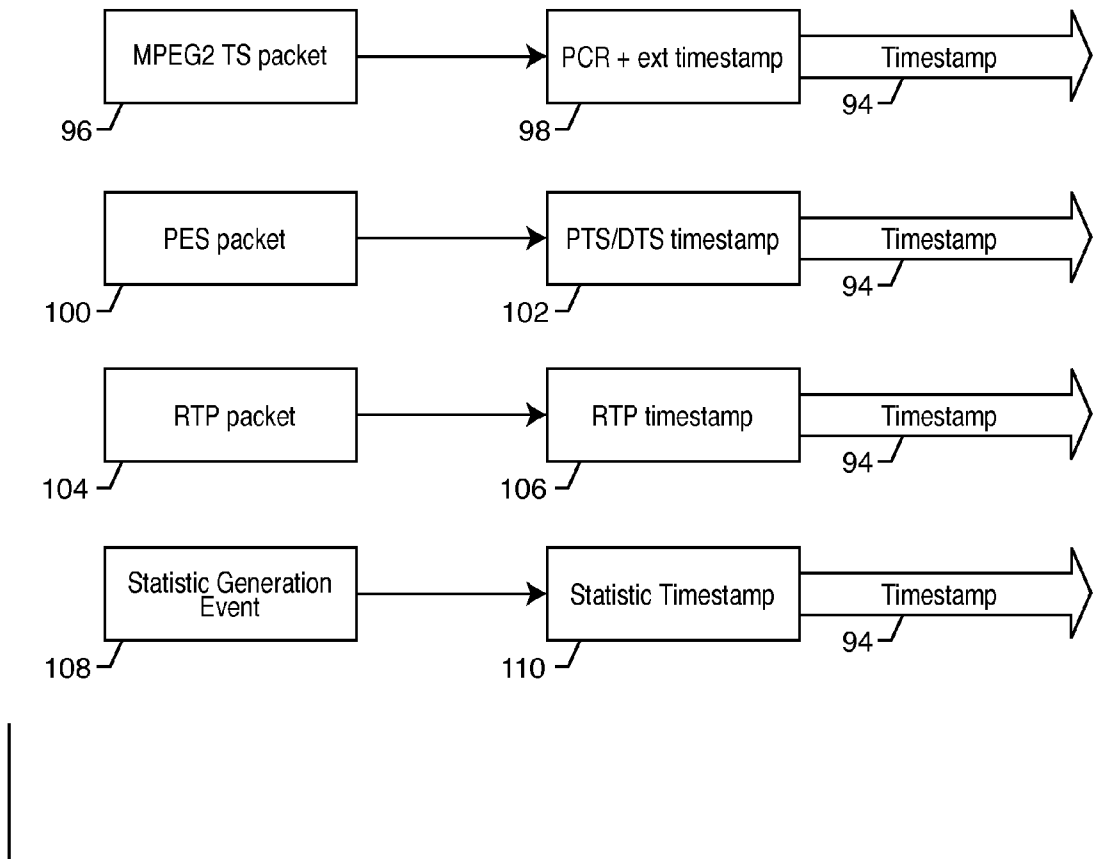 MPEG2 TS packet
PCR + ext timestamp
Timestamp
96
98
94
PES packet
PTS/DTS timestamp
Timestamp
100
102
94
RTP packet
RTP timestamp
Timestamp
104
106
94
Statistic Generation
Event
Statistic Timestamp
Timestamp
108
110
94